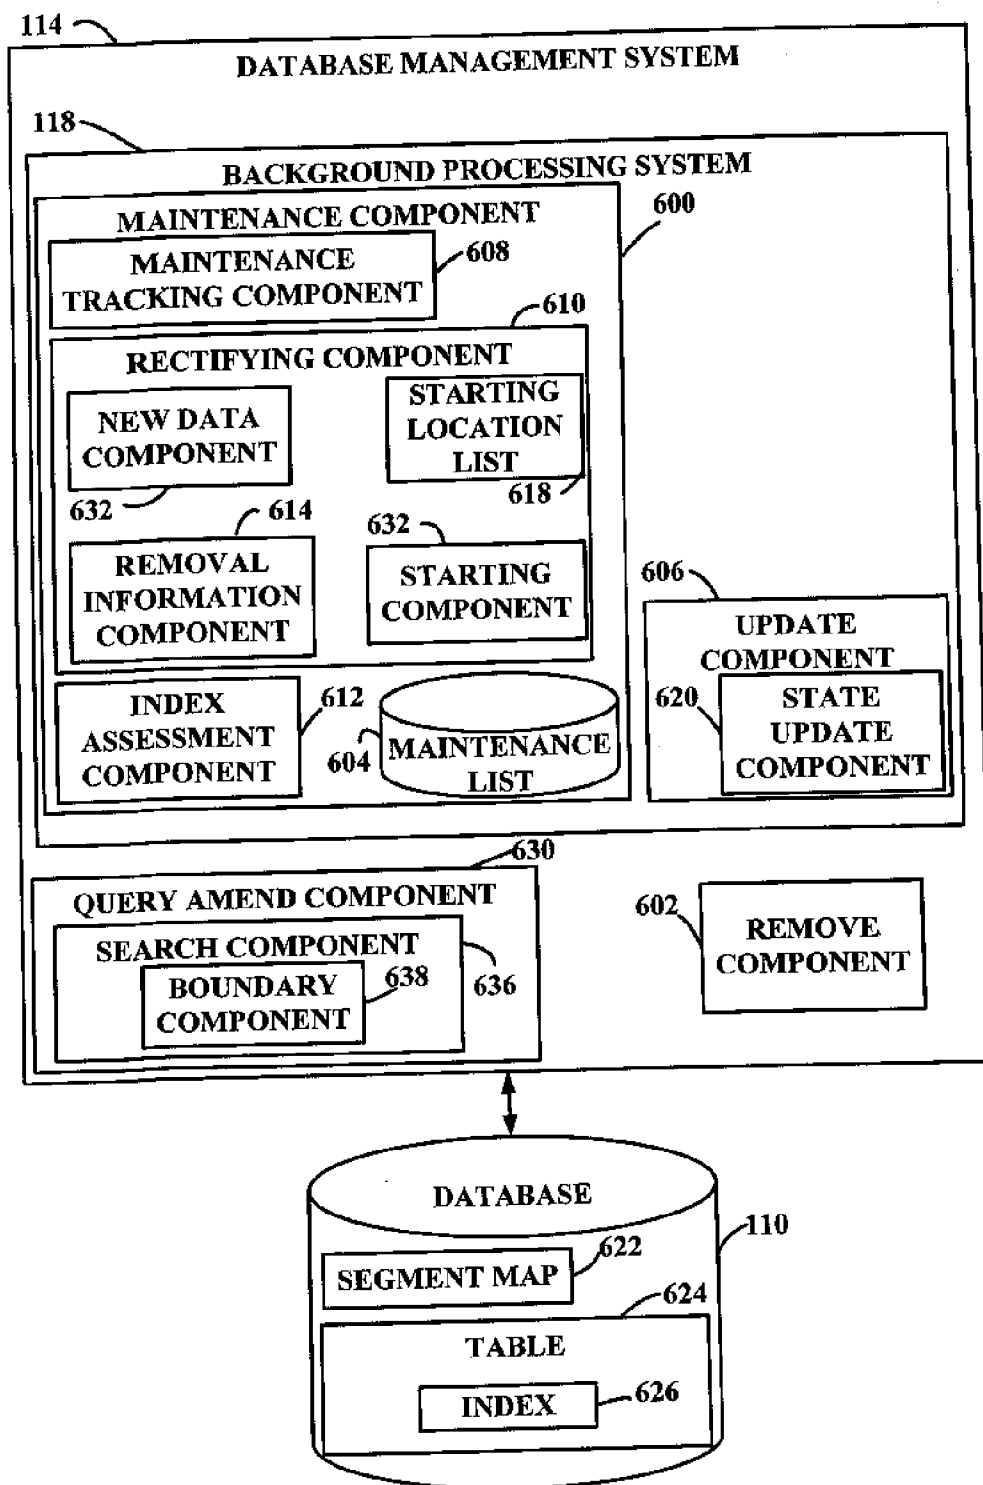 114
DATABASE MANAGEMENT SYSTEM
118
BACKGROUND PROCESSING SYSTEM
MAINTENANCE COMPONENT
600
MAINTENANCE
TRACKING COMPONENT
608
610
RECTIFYING COMPONENT
NEW DATA
COMPONENT
632
STARTING
LOCATION
LIST
618
614
REMOVAL
INFORMATION
COMPONENT
632
STARTING
COMPONENT
606
UPDATE
COMPONENT
620
STATE
UPDATE
COMPONENT
INDEX
ASSESSMENT
COMPONENT
612
604
MAINTENANCE
LIST
630
QUERY AMEND COMPONENT
SEARCH COMPONENT
636
BOUNDARY
COMPONENT
638
602
REMOVE
COMPONENT
DATABASE
110
622
SEGMENT MAP
624
TABLE
INDEX
626